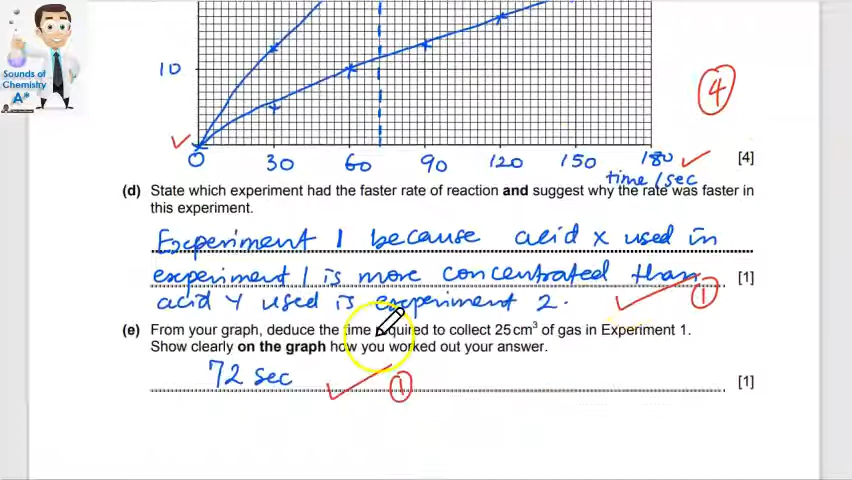 Sounds of
Chemistry
A*
10
4
0 30 60 90 120 150 180 [4]
time/sec
(d) State which experiment had the faster rate of reaction and suggest why the rate was faster in
this experiment.
Experiment 1 because acid X used in
experiment 1 is more concentrated than [1]
1
acid Y used is experiment 2.
(e) From your graph, deduce the time required to collect 25 cm³ of gas in Experiment 1.
Show clearly on the graph how you worked out your answer.
72 sec
1
[1]